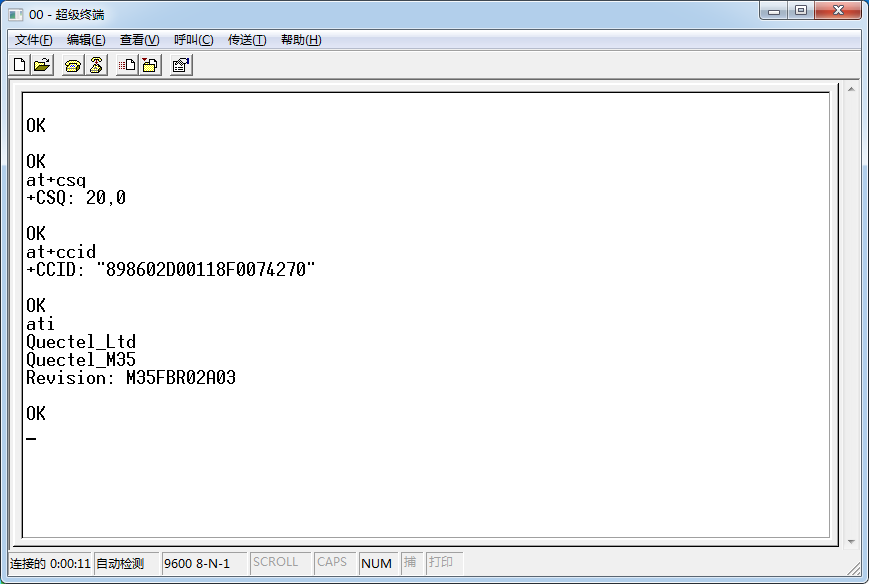 00 - 超级终端
文件(F) 编辑(E) 查看(V) 呼叫(C) 传送(T) 帮助(H)
OK
OK
at+csq
+CSQ: 20,0
OK
at+ccid
+CCID: "898602D00118F0074270"
OK
ati
Quectel_Ltd
Quectel_M35
Revision: M35FBR02A03
OK
_
连接的 0:00:11 自动检测 9600 8-N-1 SCROLL CAPS NUM 捕 打印